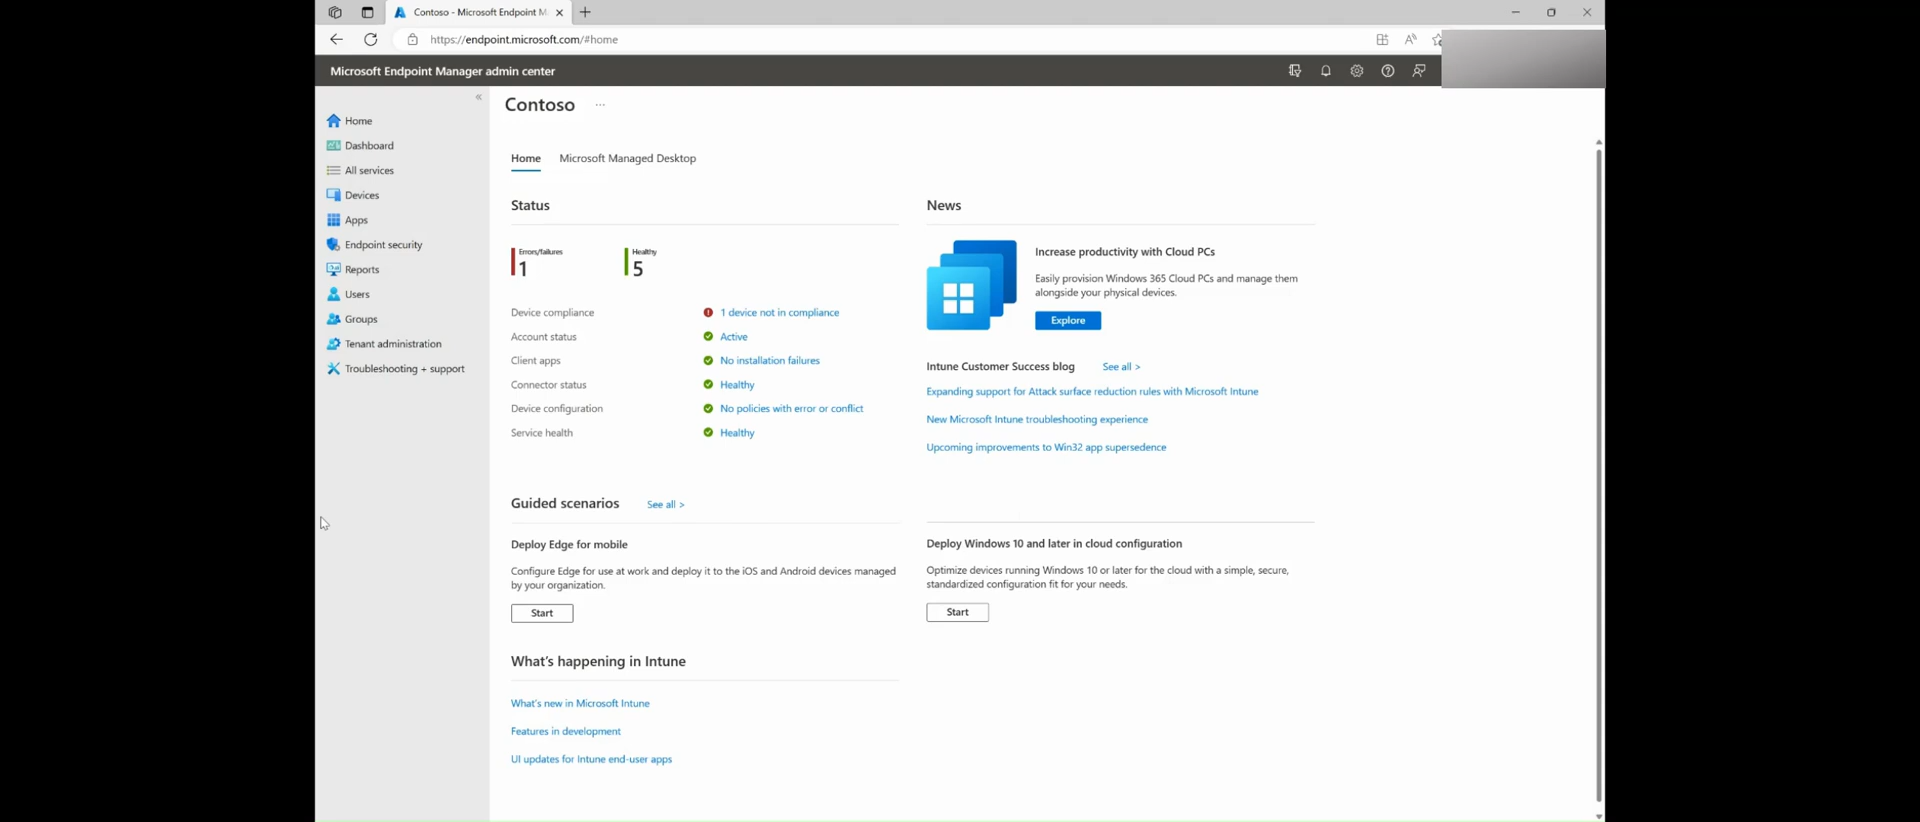 Contoso - Microsoft Endpoint M
https://endpoint.microsoft.com/#home
Microsoft Endpoint Manager admin center
Home
Dashboard
All services
Devices
Apps
Endpoint security
Reports
Users
Groups
Tenant administration
Troubleshooting + support
Contoso
Home
Microsoft Managed Desktop
Status
Errors/failures
1
Healthy
5
Device compliance
1 device not in compliance
Account status
Active
Client apps
No installation failures
Connector status
Healthy
Device configuration
No policies with error or conflict
Service health
Healthy
News
Increase productivity with Cloud PCs
Easily provision Windows 365 Cloud PCs and manage them
alongside your physical devices.
Explore
Intune Customer Success blog
See all >
Expanding support for Attack surface reduction rules with Microsoft Intune
New Microsoft Intune troubleshooting experience
Upcoming improvements to Win32 app supersedence
Guided scenarios
See all >
Deploy Edge for mobile
Configure Edge for use at work and deploy it to the iOS and Android devices managed
by your organization.
Start
Deploy Windows 10 and later in cloud configuration
Optimize devices running Windows 10 or later for the cloud with a simple, secure,
standardized configuration fit for your needs.
Start
What's happening in Intune
What's new in Microsoft Intune
Features in development
UI updates for Intune end-user apps